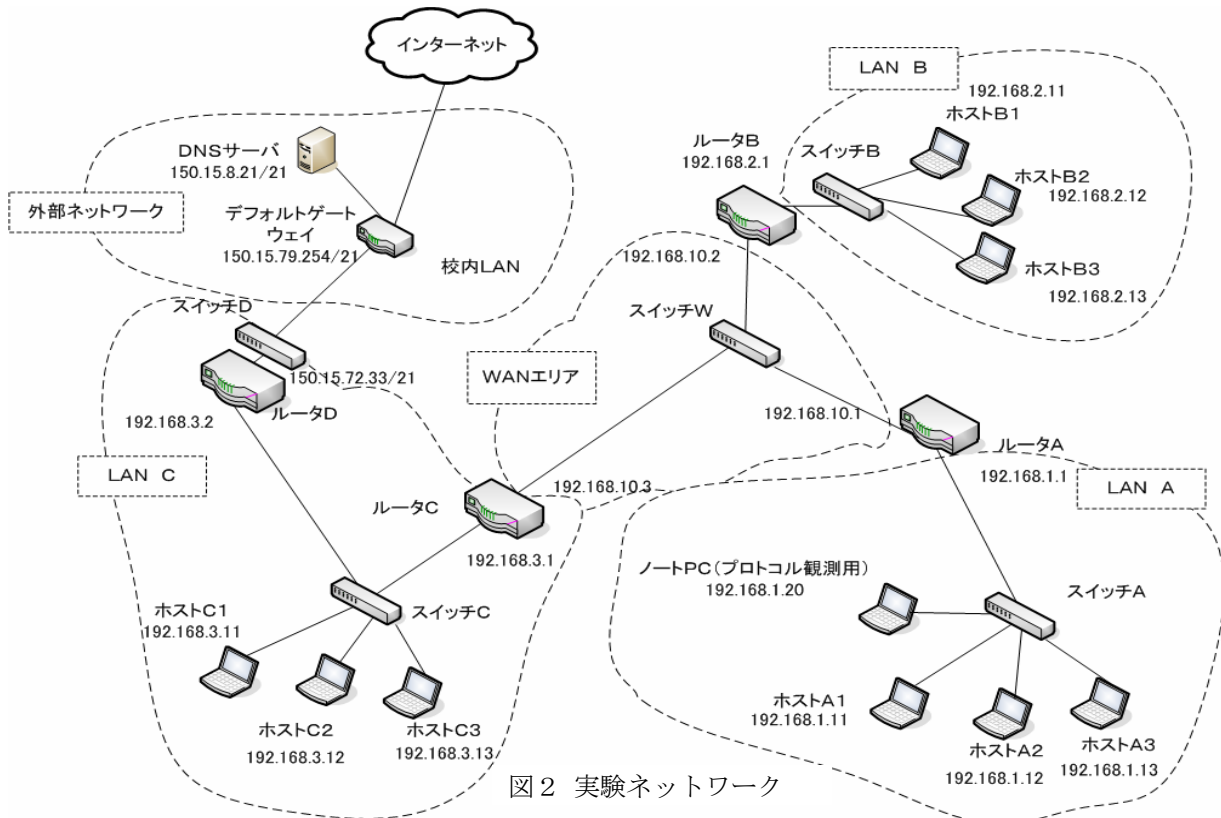 インターネット
LAN B
192.168.2.11
ホストB1
DNSサーバ
150.15.8.21/21
ルータB
192.168.2.1
スイッチB
ホストB2
192.168.2.12
外部ネットワーク
デフォルトゲート
ウェイ
150.15.79.254/21
校内LAN
192.168.10.2
ホストB3
192.168.2.13
スイッチD
スイッチW
150.15.72.33/21
WANエリア
ルータD
192.168.3.2
192.168.10.1
ルータA
192.168.1.1
LAN C
LAN A
ルータC
192.168.10.3
192.168.3.1
ノートPC(プロトコル観測用)
192.168.1.20
スイッチA
スイッチC
ホストC1
192.168.3.11
ホストA1
192.168.1.11
ホストC2
192.168.3.12
ホストC3
192.168.3.13
ホストA2
192.168.1.12
ホストA3
192.168.1.13
図2 実験ネットワーク